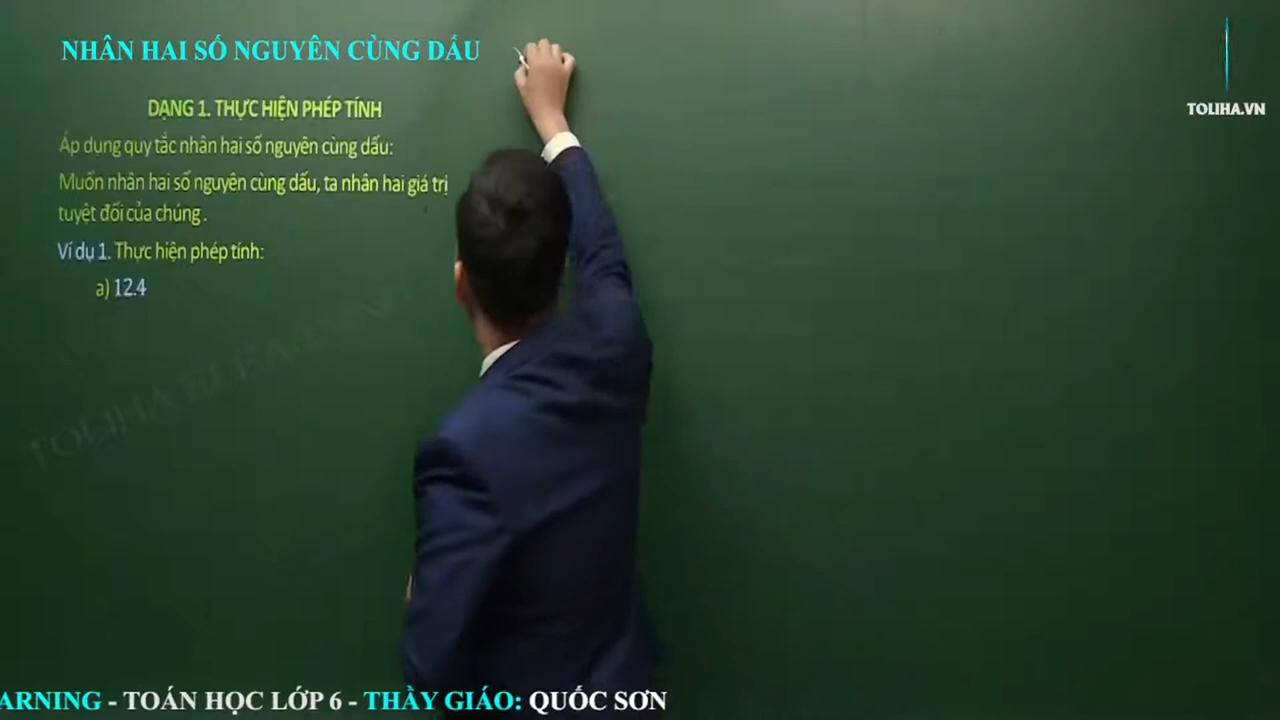 NHÂN HAI SỐ NGUYÊN CÙNG DẤU
TOLIHA.VN
DẠNG 1. THỰC HIỆN PHÉP TÍNH
Áp dụng quy tắc nhân hai số nguyên cùng dấu:
Muốn nhân hai số nguyên cùng dấu, ta nhân hai giá trị
tuyệt đối của chúng .
Ví dụ 1. Thực hiện phép tính:
a) 12.4
ARNING - TOÁN HỌC LỚP 6 - THẦY GIÁO: QUỐC SƠN